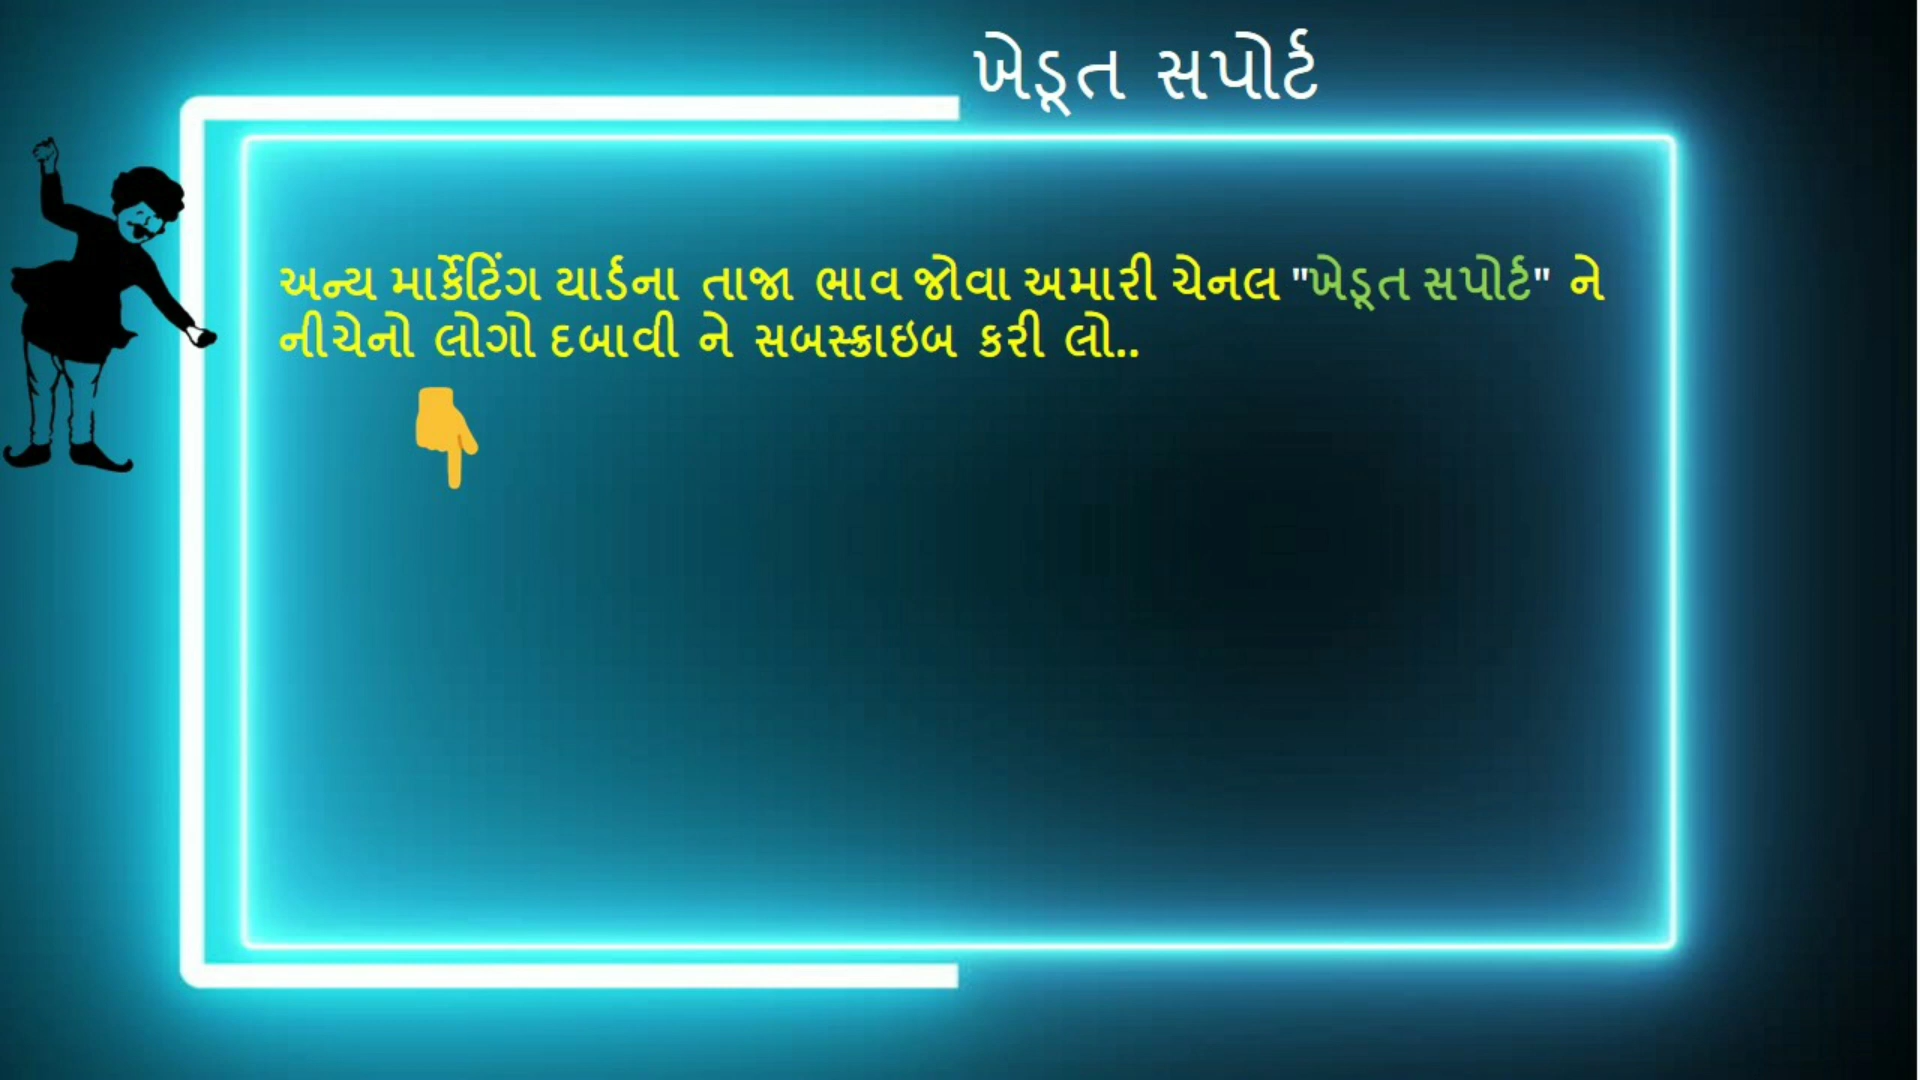 ખેડૂત સપોર્ટ
અન્ય માર્કેટિંગ યાર્ડના તાજા ભાવ જોવા અમારી ચેનલ "ખેડૂત સપોર્ટ" ને
નીચેનો લોગો દબાવી ને સબસ્ક્રાઇબ કરી લો..